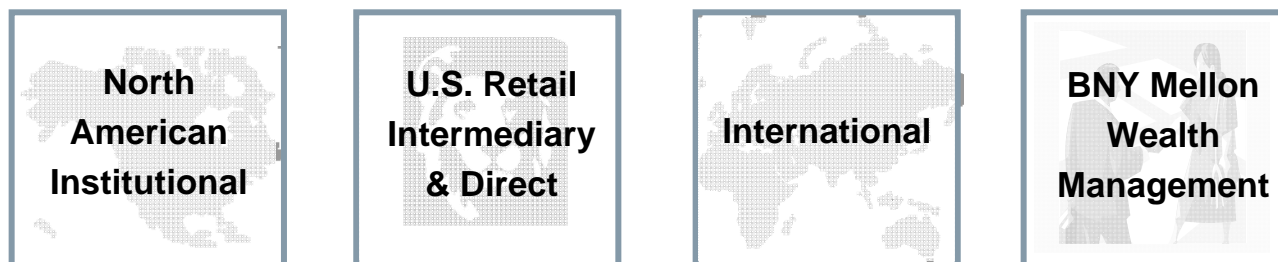 North
American
Institutional
U.S. Retail
Intermediary
& Direct
International
BNY Mellon
Wealth
Management